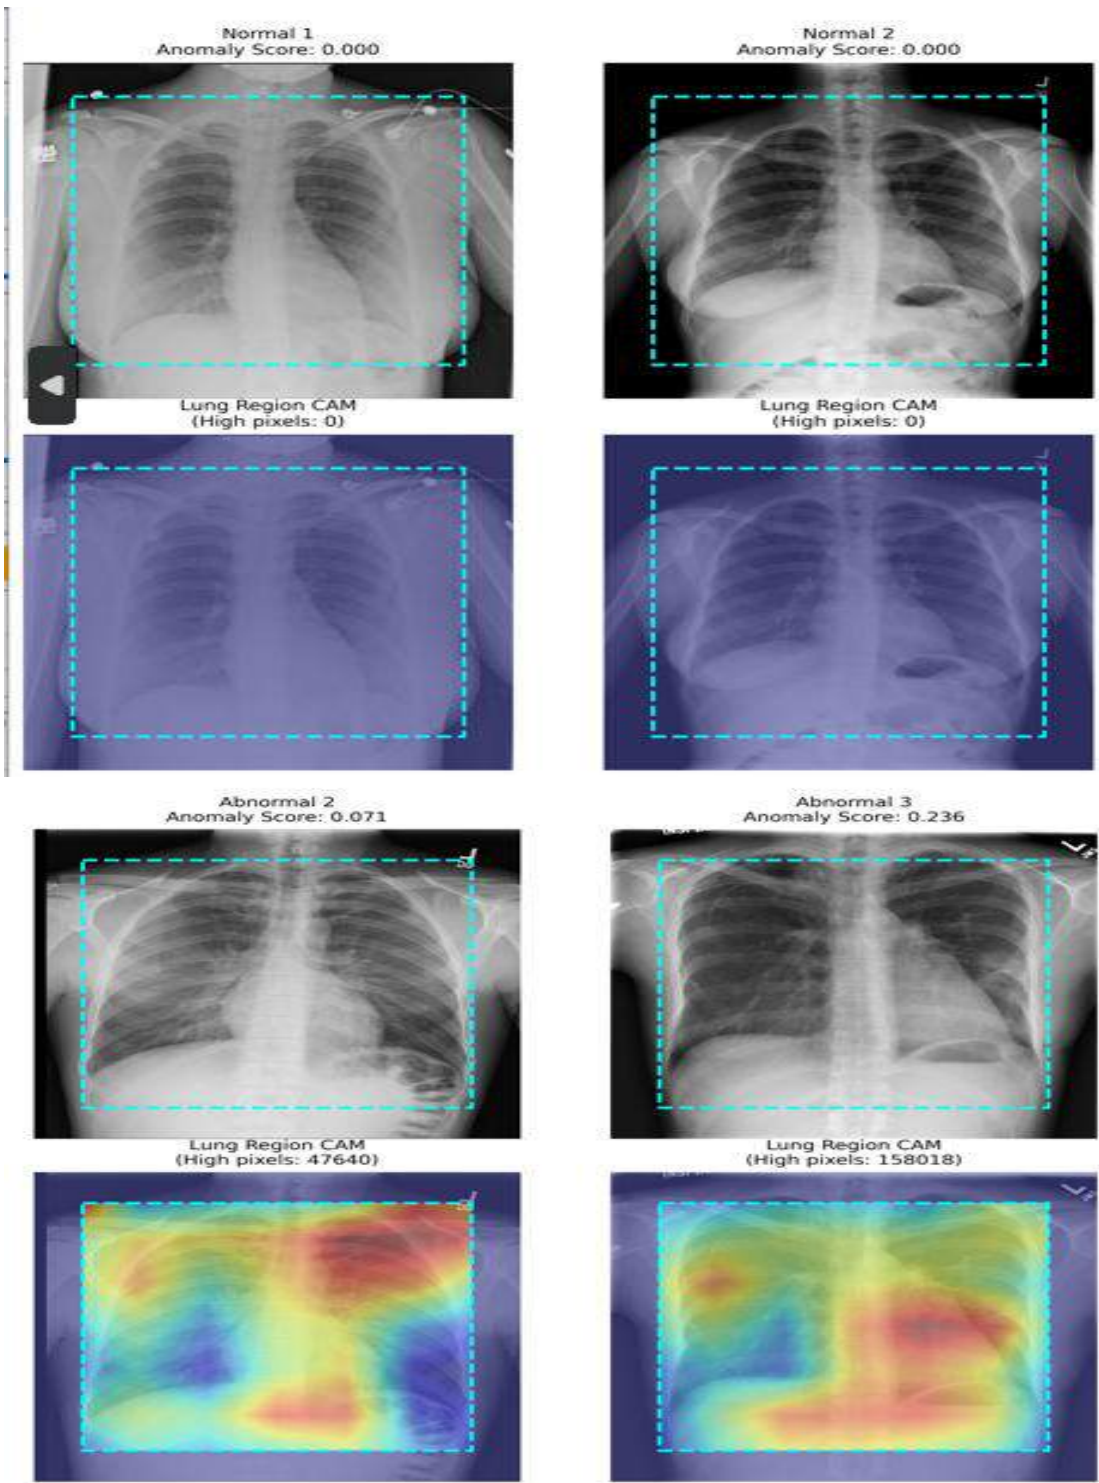 Normal 1
Anomaly Score: 0.000
Normal 2
Anomaly Score: 0.000
L
Lung Region CAM
(High pixels: 0)
Lung Region CAM
(High pixels: 0)
L
Abnormal 2
Anomaly Score: 0.071
Abnormal 3
Anomaly Score: 0.236
L
Lung Region CAM
(High pixels: 47640)
Lung Region CAM
(High pixels: 158018)
L